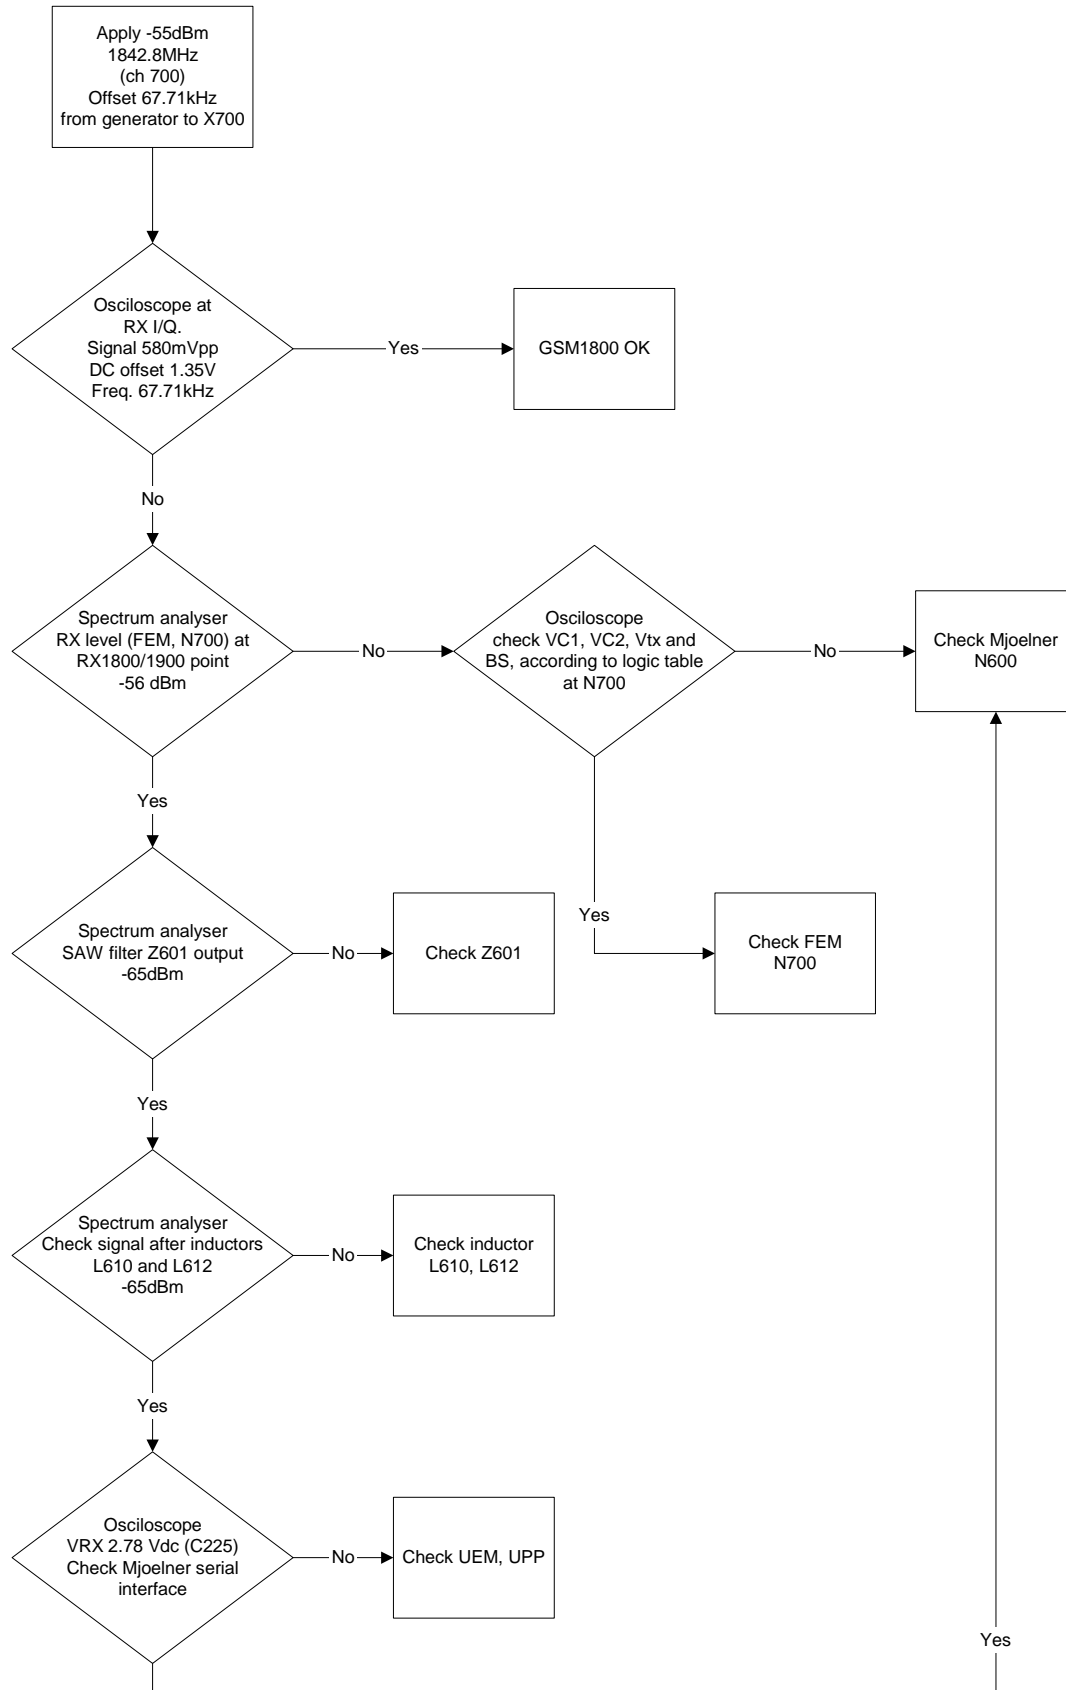 Apply -55dBm
1842.8MHz
(ch 700)
Offset 67.71kHz
from generator to X700
Osciloscope at
RX I/Q.
Signal 580mVpp
DC offset 1.35V
Freq. 67.71kHz
Yes
GSM1800 OK
No
Spectrum analyser
RX level (FEM, N700) at
RX1800/1900 point
-56 dBm
No
Osciloscope
check VC1, VC2, Vtx and
BS, according to logic table
at N700
No
Check Mjoelner
N600
Yes
Spectrum analyser
SAW filter Z601 output
-65dBm
No
Check Z601
Yes
Check FEM
N700
Yes
Spectrum analyser
Check signal after inductors
L610 and L612
-65dBm
No
Check inductor
L610, L612
Yes
Osciloscope
VRX 2.78 Vdc (C225)
Check Mjoelner serial
interface
No
Check UEM, UPP
Yes